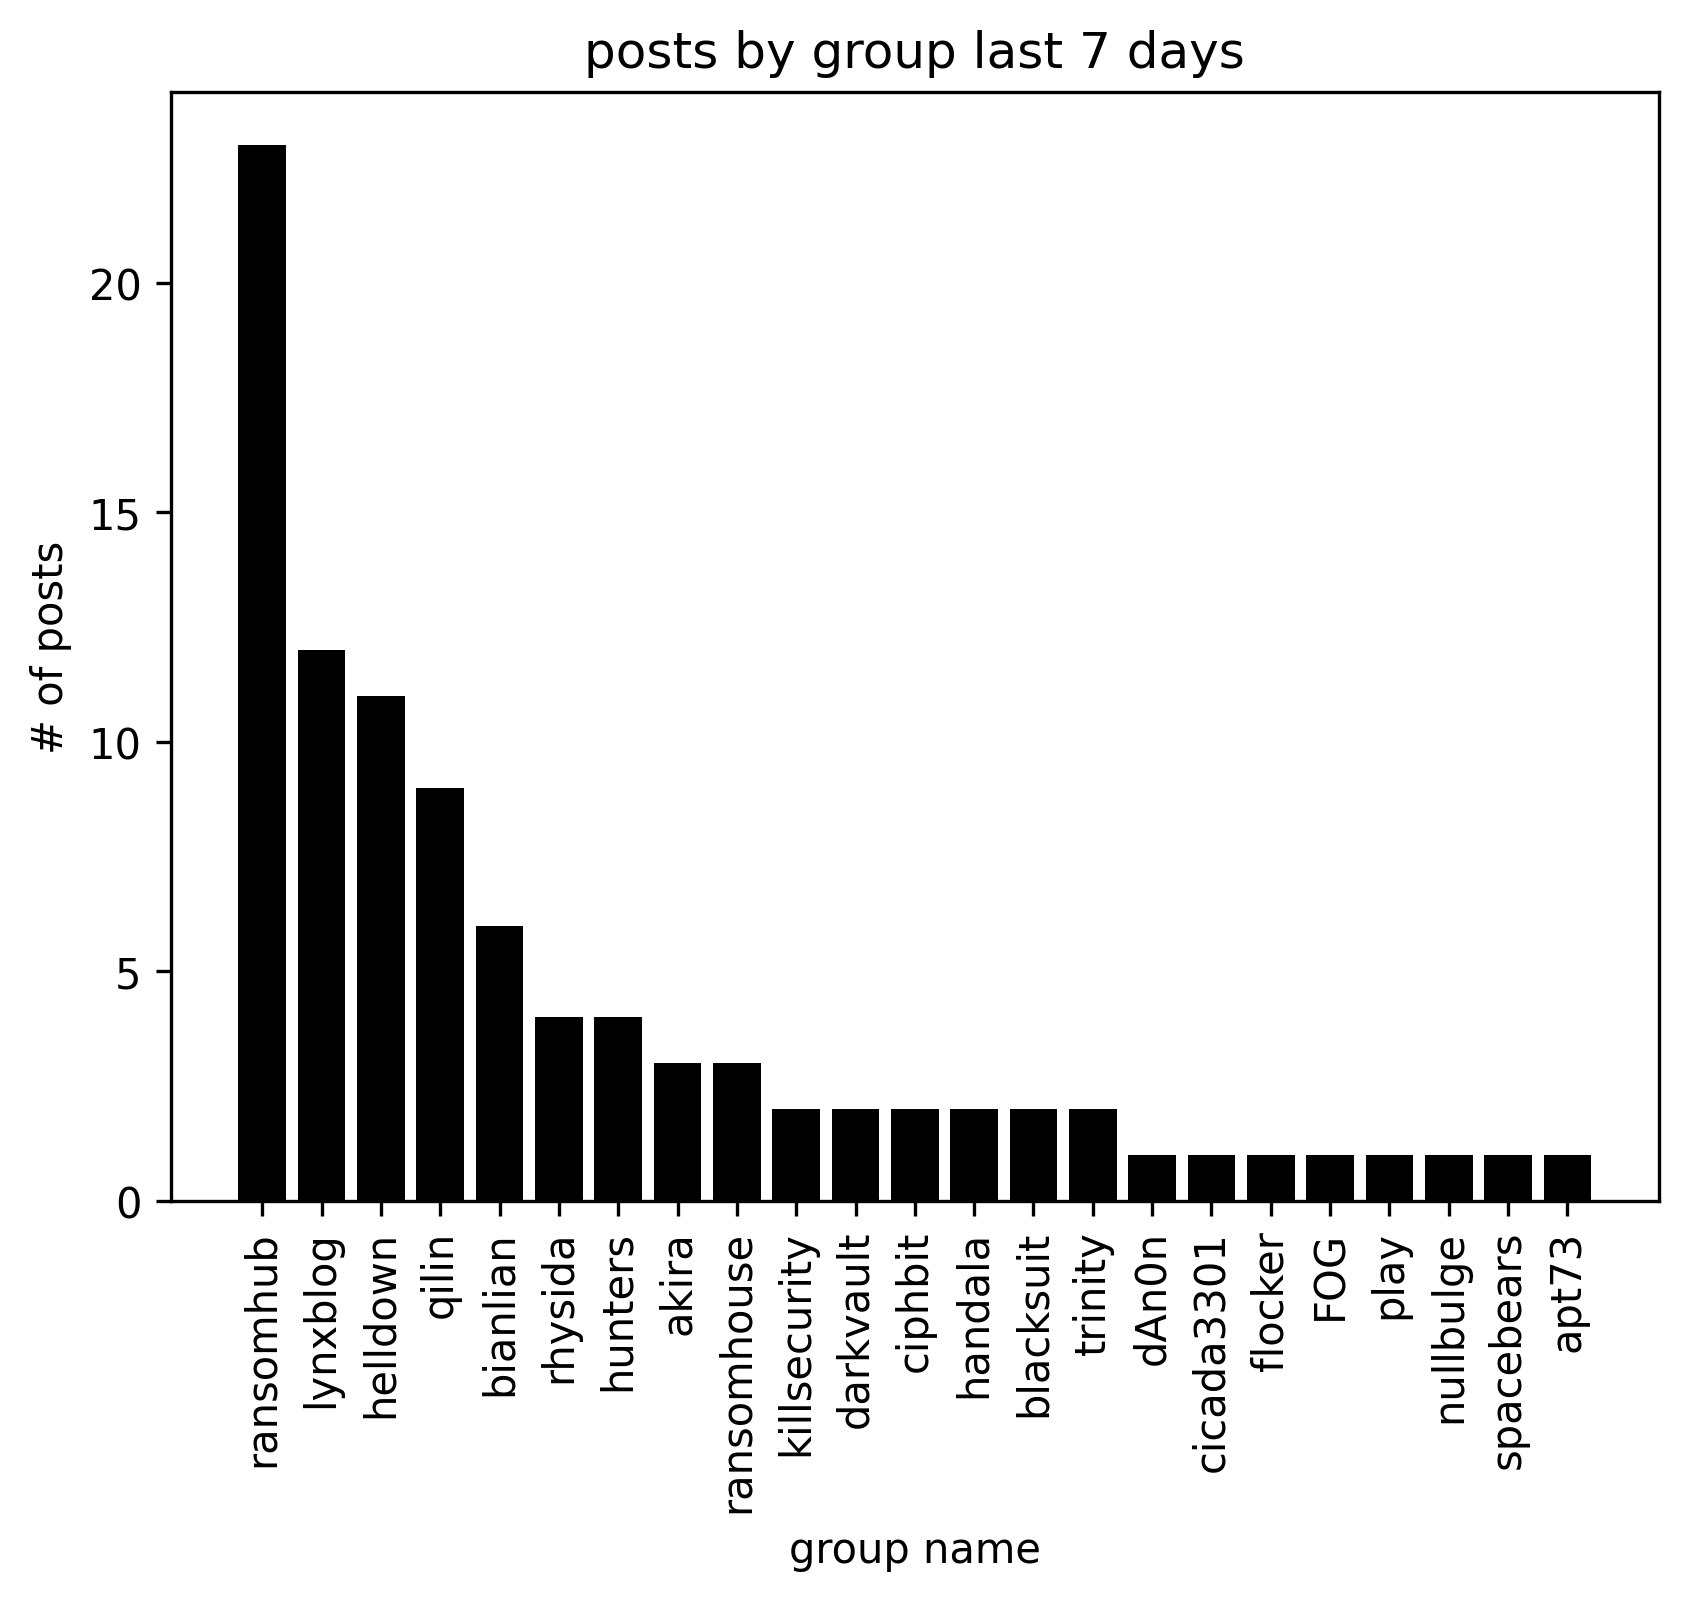 posts by group last 7 days
# of posts
20
15
10
5
0
ransomhub
lynxblog
helldown
qilin
bianlian
rhysida
hunters
akira
ransomhouse
killsecurity
darkvault
ciphbit
handala
blacksuit
trinity
dAn0n
cicada3301
flocker
FOG
play
nullbulge
spacebears
apt73
group name